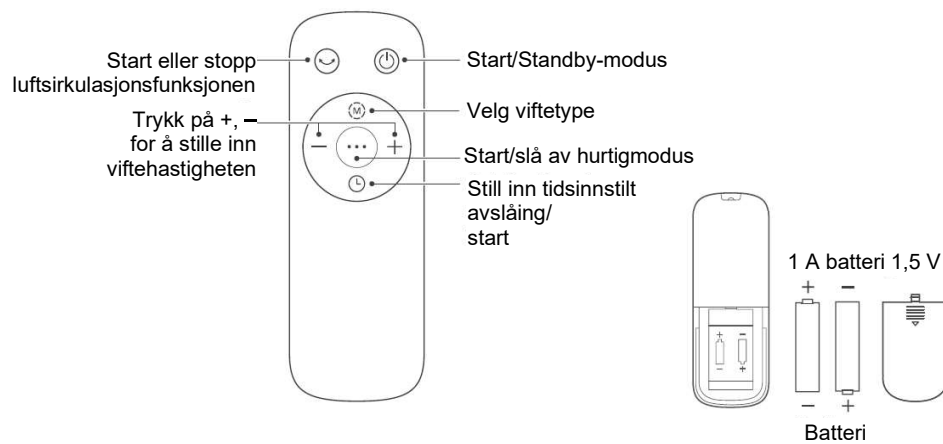 Start eller stopp
luftsirkulasjonsfunksjonen
Trykk på +, –
for å stille inn
viftehastigheten
M
Start/Standby-modus
Velg viftetype
Start/slå av hurtigmodus
Still inn tidsinnstilt
avslåing/
start
1 A batteri 1,5 V
+ –
– +
Batteri